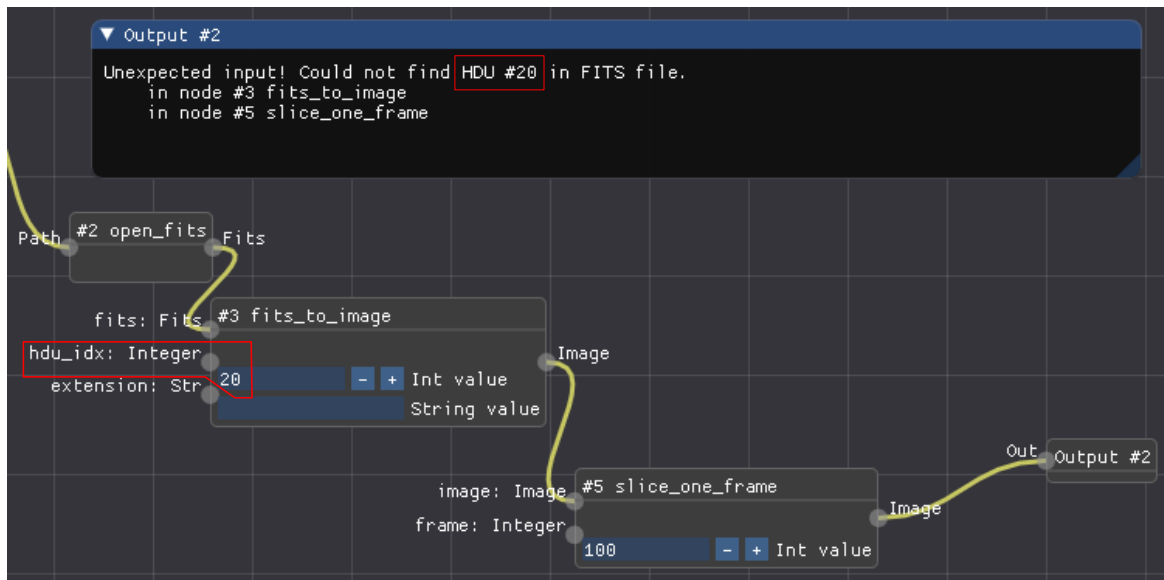 Output #2
Unexpected input! Could not find HDU #20 in FITS file.
in node #3 fits_to_image
in node #5 slice_one_frame
Path #2 open_fits Fits
fits: Fits #3 fits_to_image
hdu_idx: Integer Image
20 - + Int value
extension: Str String value
Out Output #2
image: Image #5 slice_one_frame Image
frame: Integer
100 - + Int value